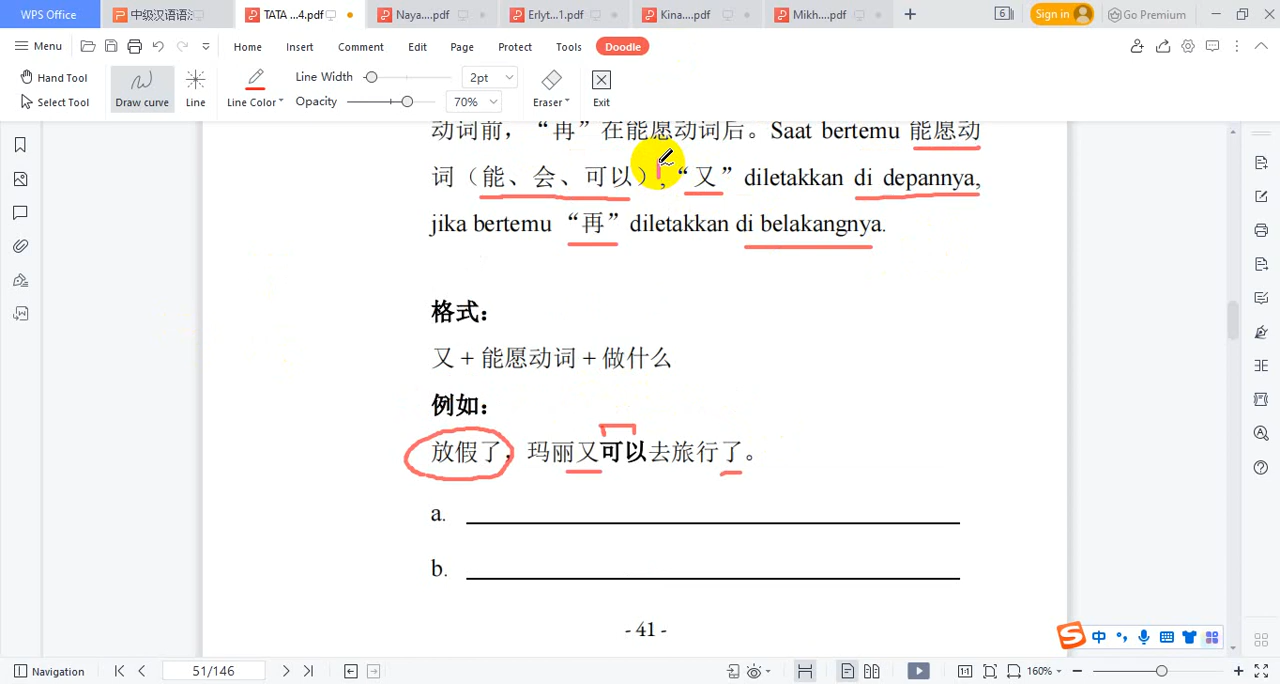 WPS Office
中级汉语语法
TATA ...4.pdf
Naya....pdf
Erlyt...1.pdf
Kina....pdf
Mikh....pdf
6
Sign in
Go Premium
Menu
Home
Insert
Comment
Edit
Page
Protect
Tools
Doodle
Hand Tool
Select Tool
Draw curve
Line
Line Color
Line Width
2pt
Opacity
70%
Eraser
Exit
动词前，“再”在能愿动词后。Saat bertemu 能愿动
词（能、会、可以）, “又” diletakkan di depannya,
jika bertemu “再” diletakkan di belakangnya.
格式：
又 + 能愿动词 + 做什么
例如：
放假了，玛丽又可以去旅行了。
a.
b.
- 41 -
中
Navigation
51/146
160%